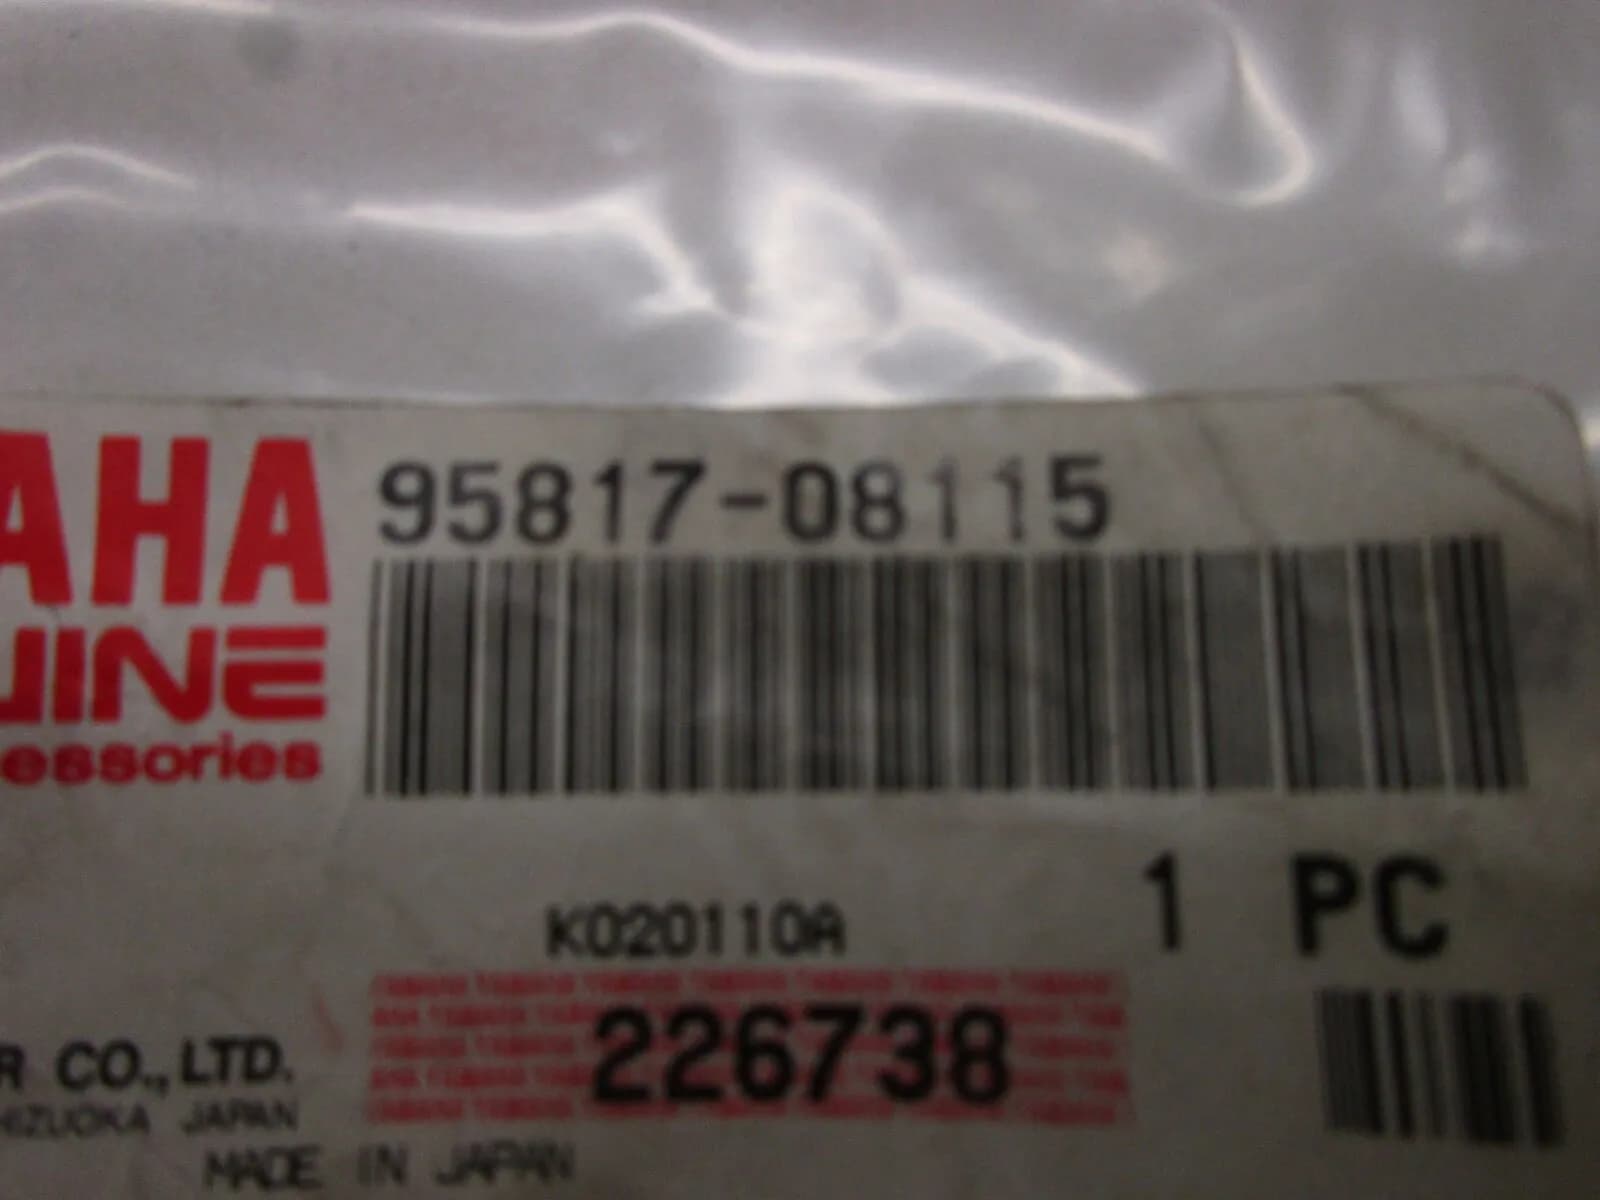 AHA
95817-08115
UINE
essories
1 PC
K020110A
226738
R CO., LTD.
HIZUOKA JAPAN
MADE IN JAPAN